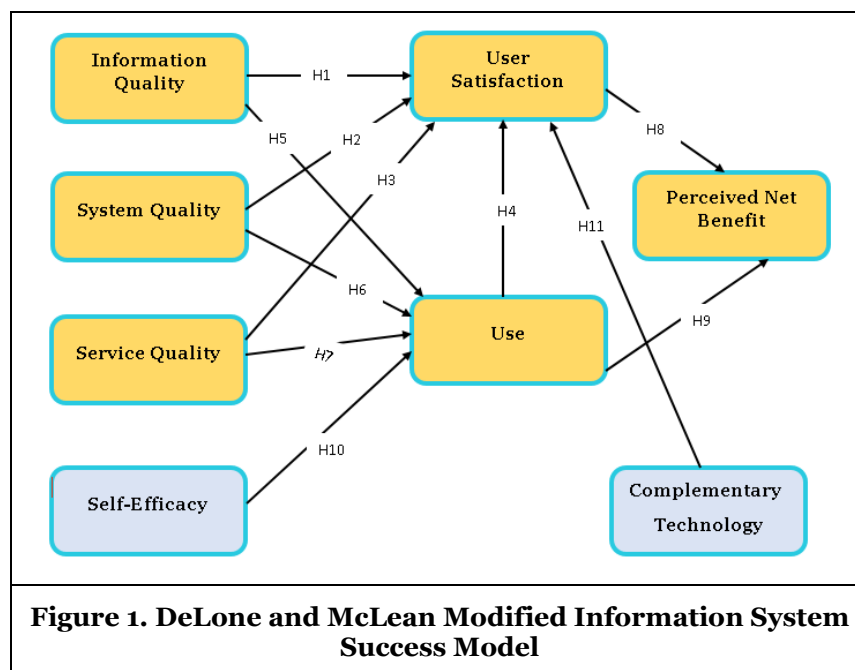 Information
Quality
H1
User
Satisfaction
H5
H2
H8
H3
System Quality
H4
H11
Perceived Net
Benefit
H6
Use
Service Quality
H7
H9
H10
Self-Efficacy
Complementary
Technology
Figure 1. DeLone and McLean Modified Information System
Success Model